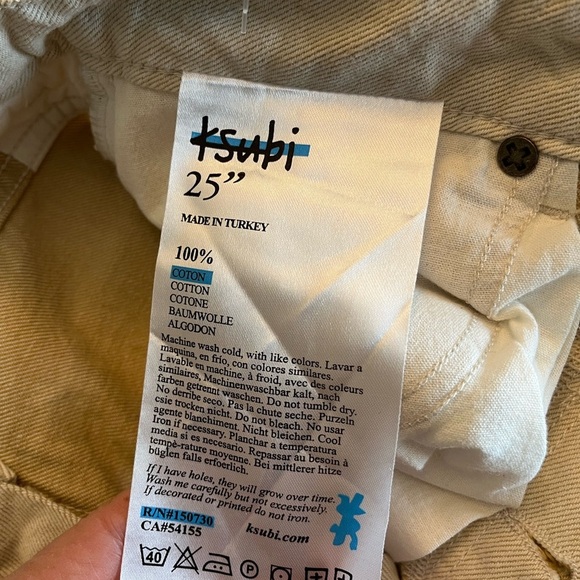 ksubi
25”
MADE IN TURKEY
100%
COTON
COTTON
COTONE
BAUMWOLLE
ALGODON
Machine wash cold, with like colors. Lavar a
maquina, en frío, con colores similares.
Lavable en machine, à froid, avec des coleurs
similaires, Machinenwaschbar kalt, nach
farben getrennt waschen. Do not tumble dry.
No derribe seco. Pas la chute seche. Purzeln
csie trocken nicht. Do not bleach. No usar
agente blanchiment. Nicht bleichen. Cool
Iron if necessary. Planchar a temperatura
media si es necesario. Repassar au besoin à
tempé-rature moyenne. Bei mittlerer hitze
büglen falls erfoerlich.
If I have holes, they will grow over time.
Wash me carefully but not excessively.
If decorated or printed do not iron.
R/N#150730
CA#54155
ksubi.com
40
P